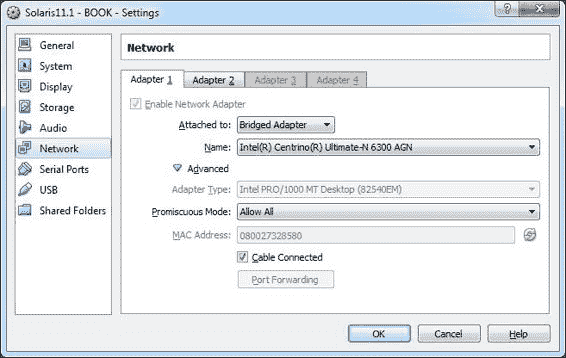 Solaris11.1 - BOOK - Settings
General
System
Display
Storage
Audio
Network
Serial Ports
USB
Shared Folders
Network
Adapter 1
Adapter 2
Adapter 3
Adapter 4
Enable Network Adapter
Attached to: Bridged Adapter
Name: Intel(R) Centrino(R) Ultimate-N 6300 AGN
Advanced
Adapter Type: Intel PRO/1000 MT Desktop (82540EM)
Promiscuous Mode: Allow All
MAC Address: 080027328580
Cable Connected
Port Forwarding
OK
Cancel
Help